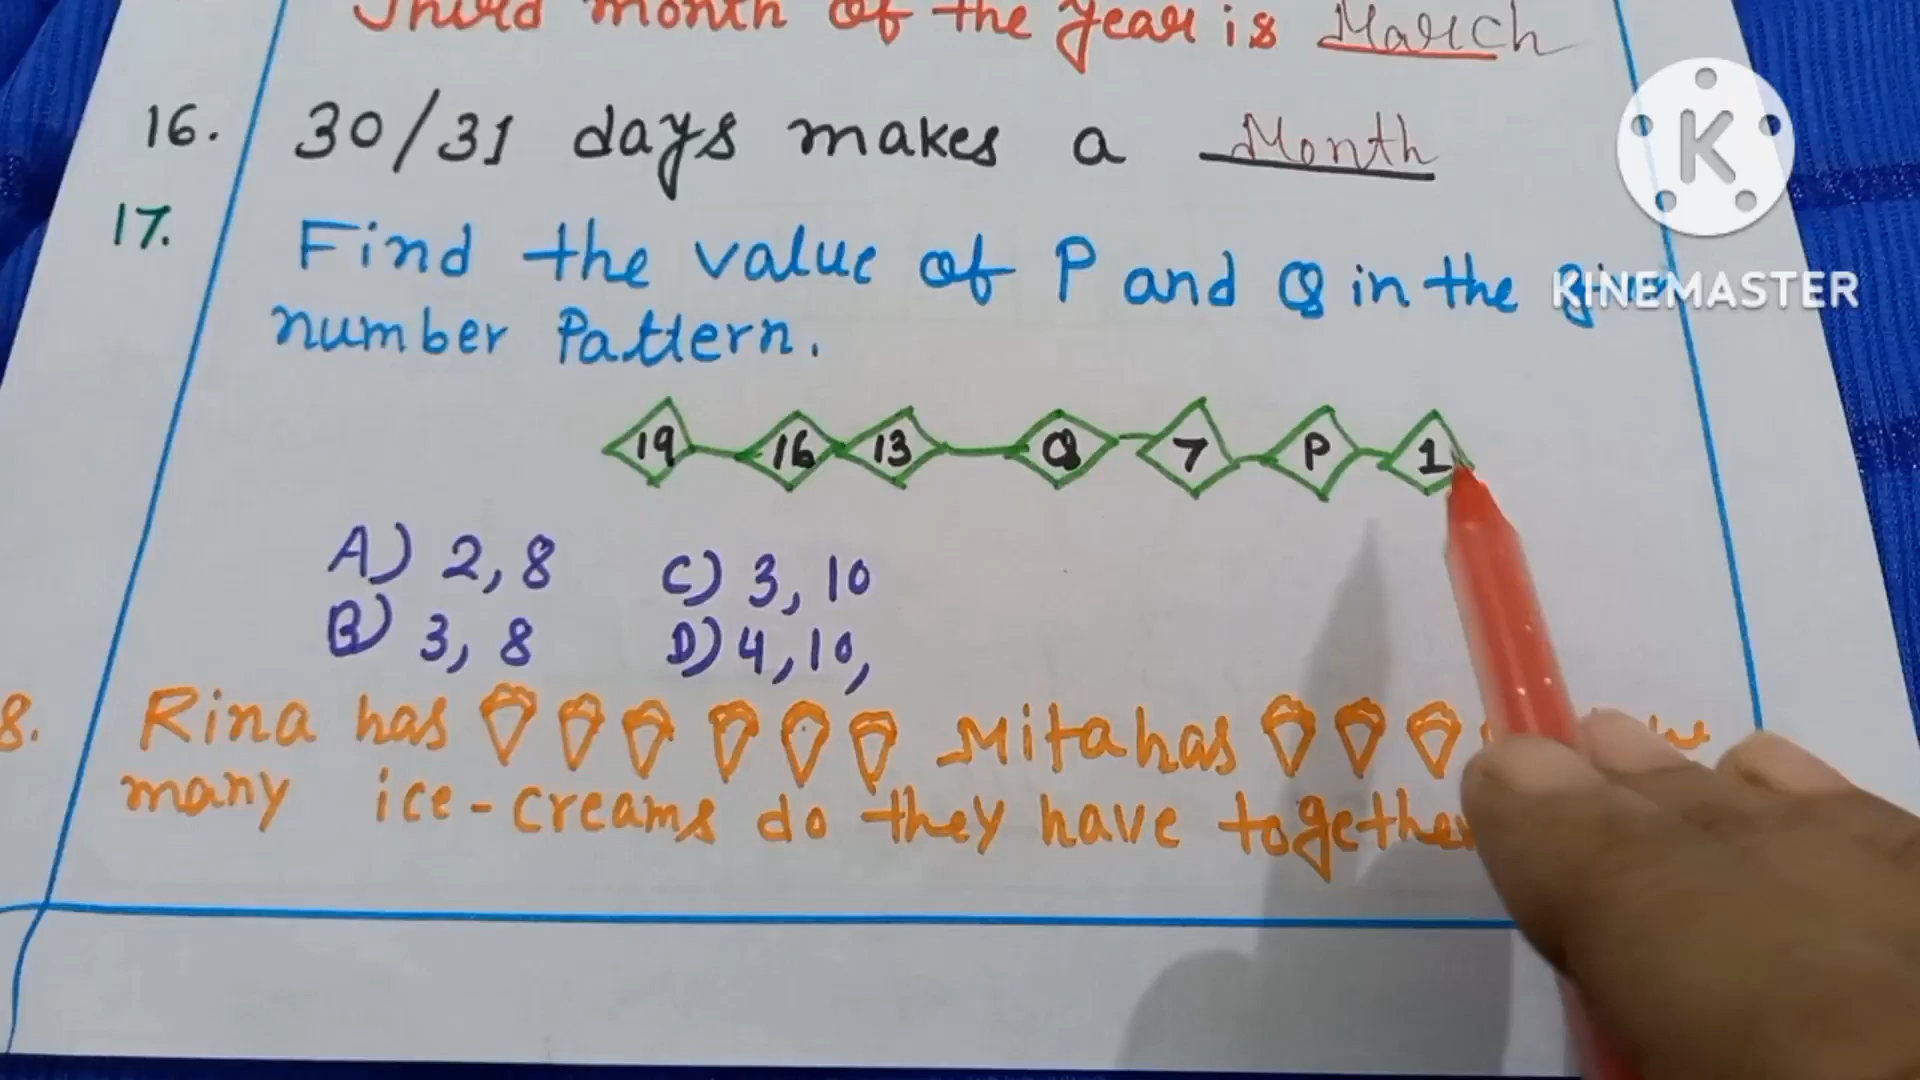 Third month of the year is March
16. 30/31 days makes a Month
17. Find the value of P and Q in the
number Pattern.
19 16 13 Q 7 P 1
A) 2, 8 C) 3, 10
B) 3, 8 D) 4, 10,
8. Rina has Mita has
many ice-creams do they have together
K
KINEMASTER